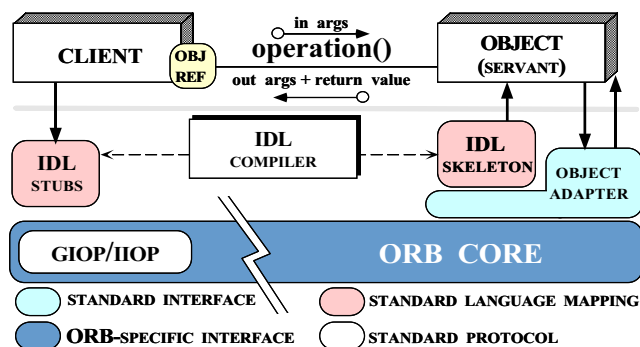 in args
CLIENT
OBJ
REF
operation()
OBJECT
(SERVANT)
out args + return value
IDL
STUBS
IDL
COMPILER
IDL
SKELETON
OBJECT
ADAPTER
GIOP/IIOP
ORB CORE
STANDARD INTERFACE
STANDARD LANGUAGE MAPPING
ORB-SPECIFIC INTERFACE
STANDARD PROTOCOL